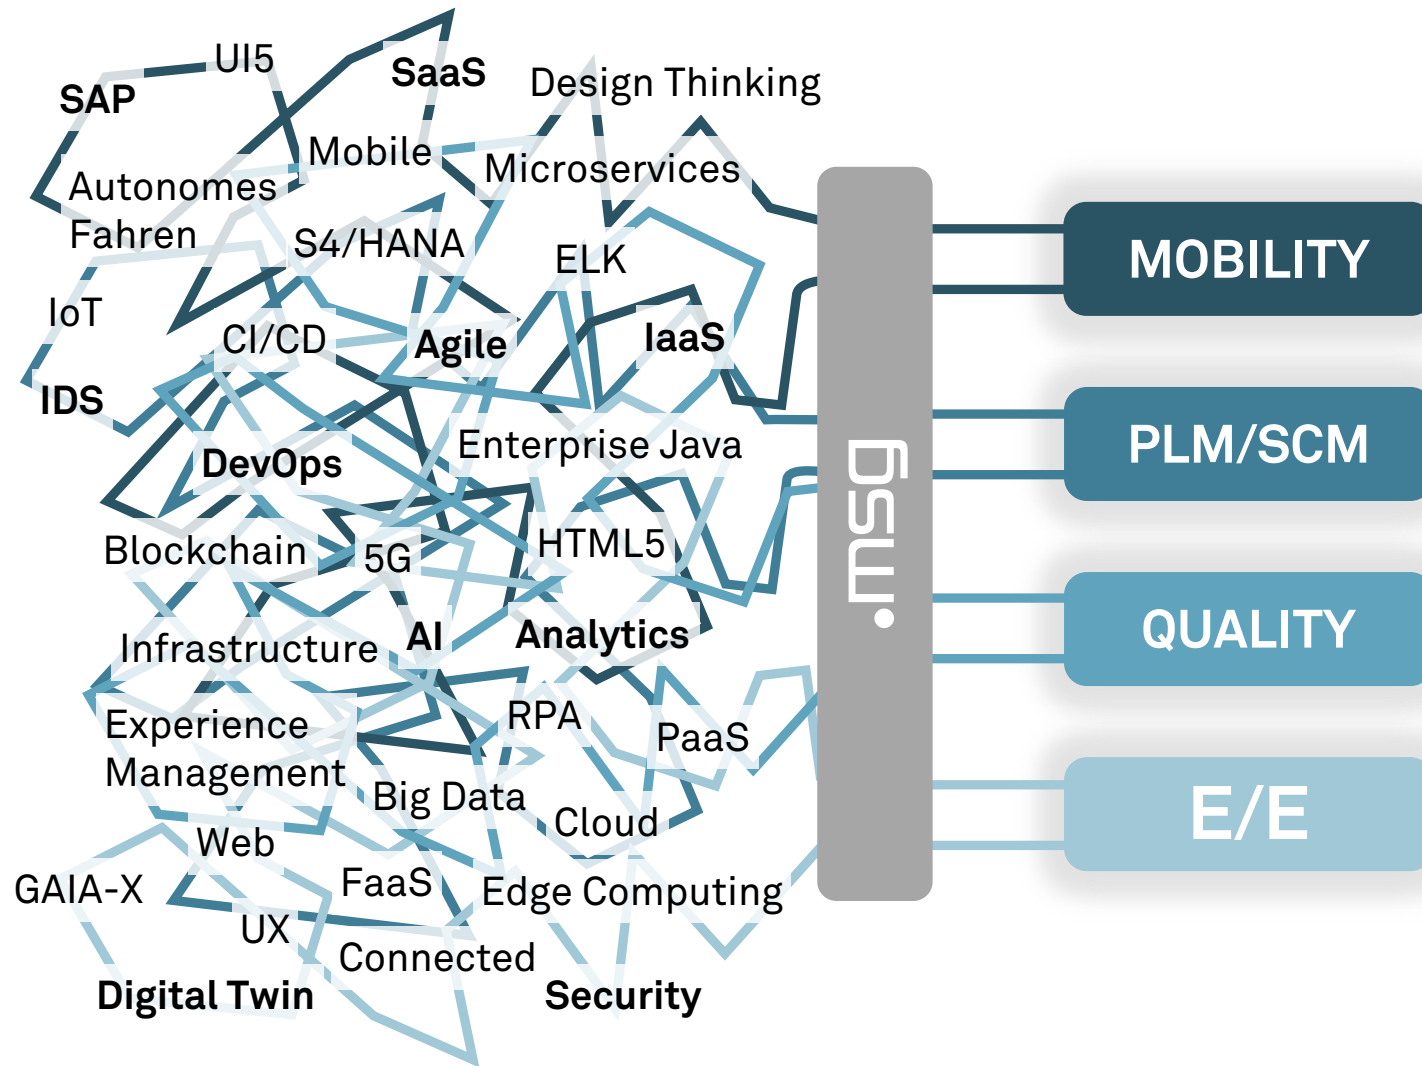 UI5
SaaS
SAP
Design Thinking
Mobile
Microservices
Autonomes
Fahren
S4/HANA
ELK
IoT
CI/CD
Agile
IaaS
IDS
DevOps
Enterprise Java
Blockchain
5G
HTML5
Infrastructure
AI
Analytics
Experience
Management
RPA
PaaS
Big Data
Cloud
Web
GAIA-X
FaaS
Edge Computing
UX
Connected
Digital Twin
Security
.msg
MOBILITY
PLM/SCM
QUALITY
E/E